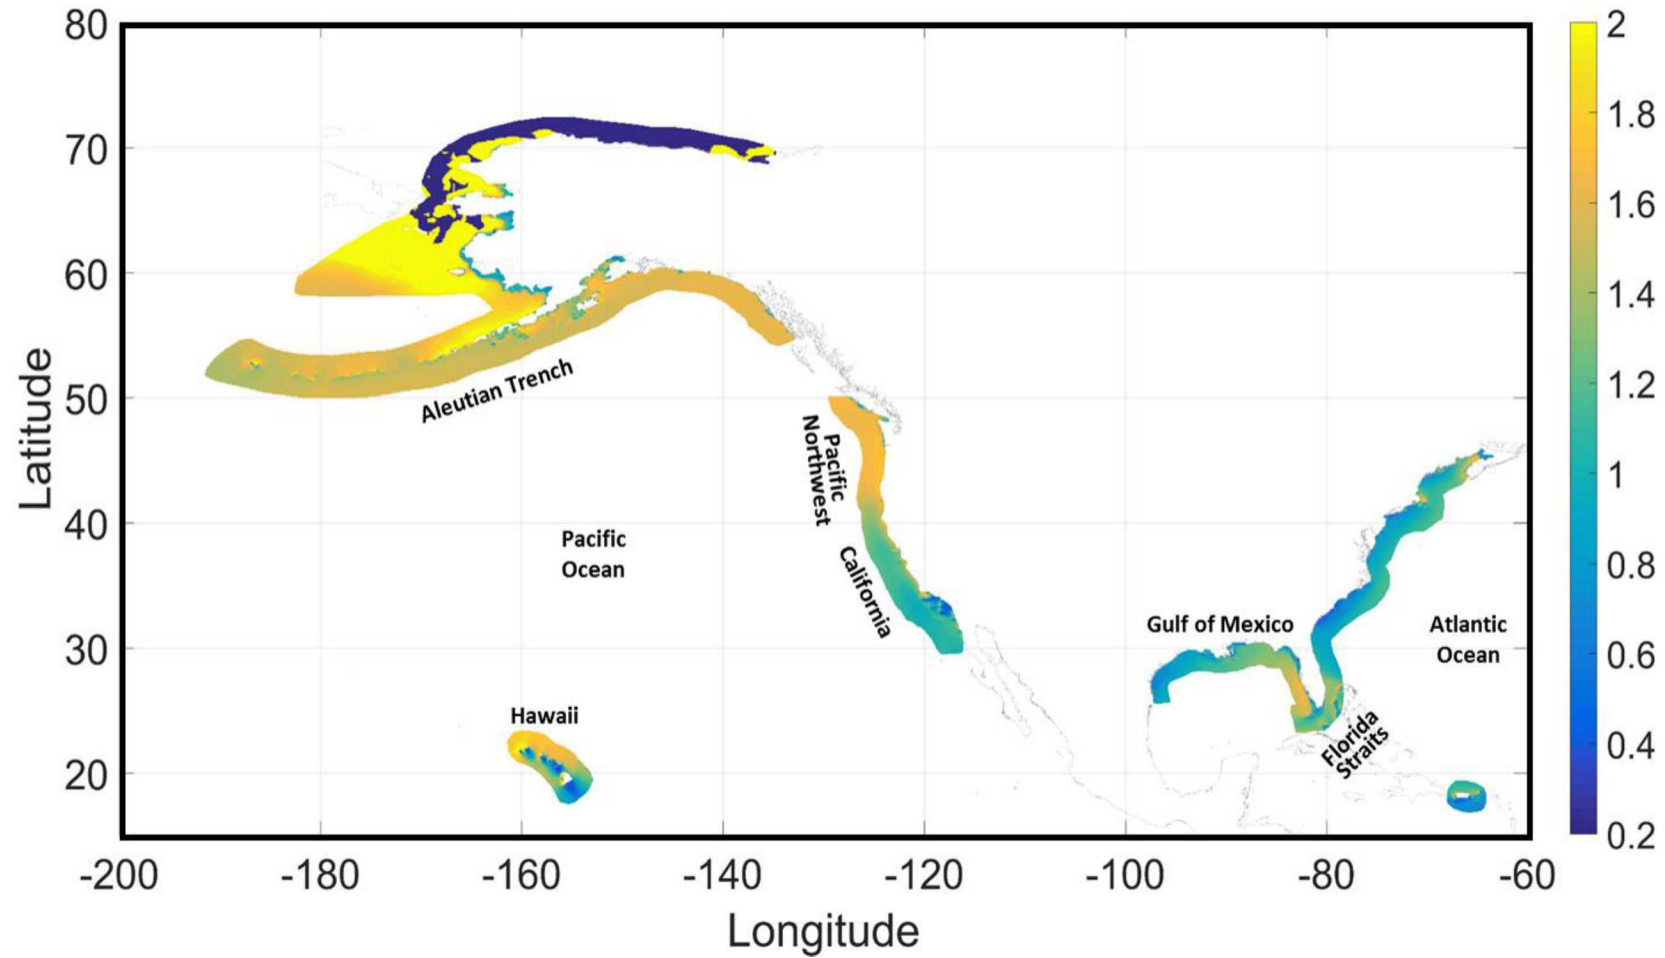 80
70
60
50
40
30
20
Latitude
-200
-180
-160
-140
-120
-100
-80
-60
Longitude
Aleutian Trench
Pacific
Northwest
California
Pacific
Ocean
Hawaii
Gulf of Mexico
Atlantic
Ocean
Florida
Straits
2
1.8
1.6
1.4
1.2
1
0.8
0.6
0.4
0.2